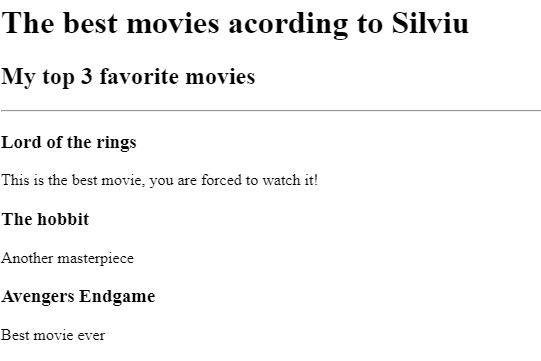 The best movies acording to Silviu
My top 3 favorite movies
Lord of the rings
This is the best movie, you are forced to watch it!
The hobbit
Another masterpiece
Avengers Endgame
Best movie ever